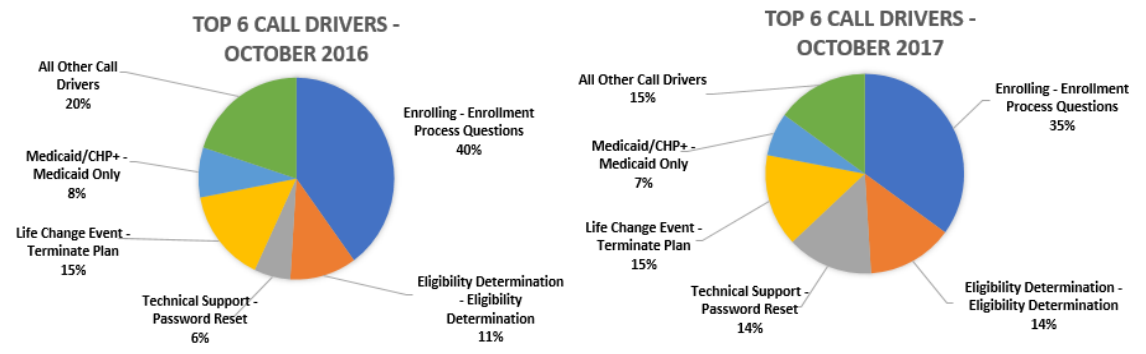 TOP 6 CALL DRIVERS -
OCTOBER 2016
All Other Call
Drivers
20%
Enrolling - Enrollment
Process Questions
40%
Medicaid/CHP+ -
Medicaid Only
8%
Life Change Event -
Terminate Plan
15%
Technical Support -
Password Reset
6%
Eligibility Determination
- Eligibility
Determination
11%
TOP 6 CALL DRIVERS -
OCTOBER 2017
All Other Call Drivers
15%
Enrolling - Enrollment
Process Questions
35%
Medicaid/CHP+ -
Medicaid Only
7%
Life Change Event -
Terminate Plan
15%
Technical Support -
Password Reset
14%
Eligibility Determination -
Eligibility Determination
14%